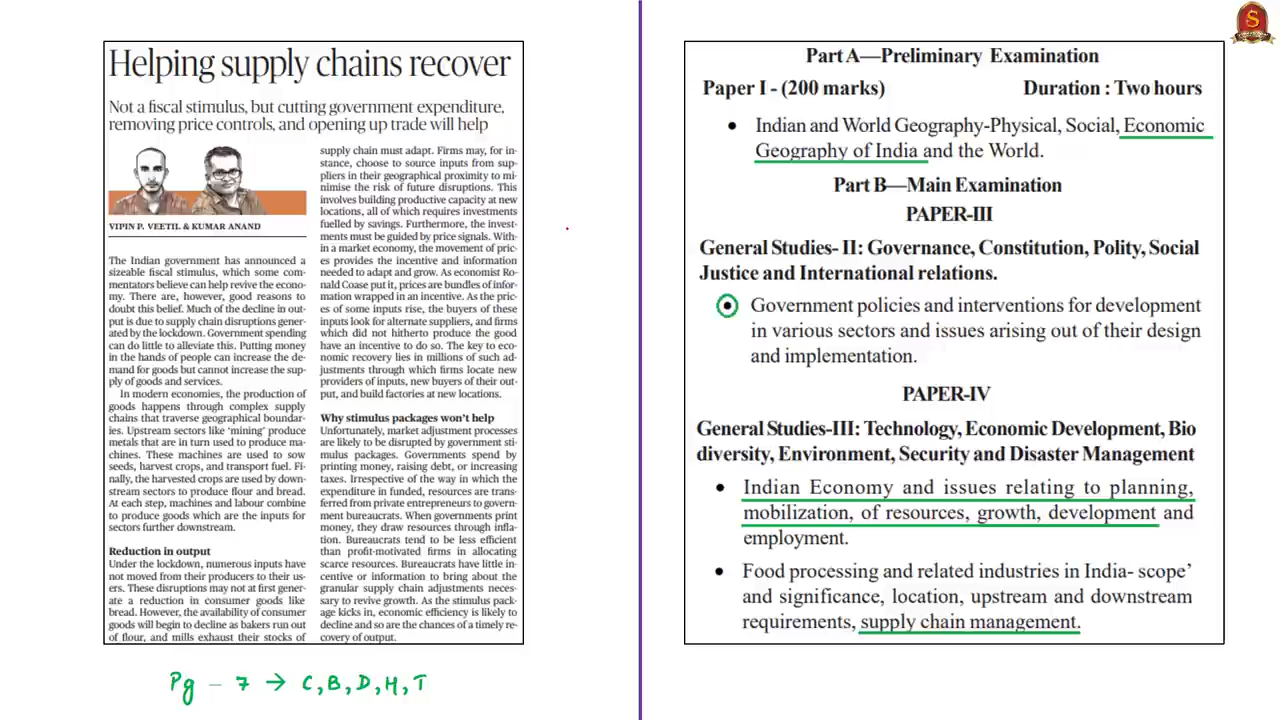 Helping supply chains recover
Not a fiscal stimulus, but cutting government expenditure,
removing price controls, and opening up trade will help
VIPIN P. VEETIL & KUMAR ANAND
The Indian government has announced a
sizeable fiscal stimulus, which some com-
mentators believe can help revive the econo-
my. There are, however, good reasons to
doubt this belief. Much of the decline in out-
put is due to supply chain disruptions gener-
ated by the lockdown. Government spending
can do little to alleviate this. Putting money
in the hands of people can increase the de-
mand for goods but cannot increase the sup-
ply of goods and services.
In modern economies, the production of
goods happens through complex supply
chains that traverse geographical boundar-
ies. Upstream sectors like ‘mining’ produce
metals that are in turn used to produce ma-
chines. These machines are used to sow
seeds, harvest crops, and transport fuel. Fi-
nally, the harvested crops are used by down-
stream sectors to produce flour and bread.
At each step, machines and labour combine
to produce goods which are the inputs for
sectors further downstream.
Reduction in output
Under the lockdown, numerous inputs have
not moved from their producers to their us-
ers. These disruptions may not at first gener-
ate a reduction in consumer goods like
bread. However, the availability of consumer
goods will begin to decline as bakers run out
of flour, and mills exhaust their stocks of
supply chain must adapt. Firms may, for in-
stance, choose to source inputs from sup-
pliers in their geographical proximity to mi-
nimise the risk of future disruptions. This
involves building productive capacity at new
locations, all of which requires investments
fuelled by savings. Furthermore, the invest-
ments must be guided by price signals. With-
in a market economy, the movement of pric-
es provides the incentive and information
needed to adapt and grow. As economist Ro-
nald Coase put it, prices are bundles of infor-
mation wrapped in an incentive. As the pric-
es of some inputs rise, the buyers of these
inputs look for alternate suppliers, and firms
which did not hitherto produce the good
have an incentive to do so. The key to eco-
nomic recovery lies in millions of such ad-
justments through which firms locate new
providers of inputs, new buyers of their out-
put, and build factories at new locations.
Why stimulus packages won’t help
Unfortunately, market adjustment processes
are likely to be disrupted by government sti-
mulus packages. Governments spend by
printing money, raising debt, or increasing
taxes. Irrespective of the way in which the
expenditure in funded, resources are trans-
ferred from private entrepreneurs to govern-
ment bureaucrats. When governments print
money, they draw resources through infla-
tion. Bureaucrats tend to be less efficient
than profit-motivated firms in allocating
scarce resources. Bureaucrats have little in-
centive or information to bring about the
granular supply chain adjustments neces-
sary to revive growth. As the stimulus pack-
age kicks in, economic efficiency is likely to
decline and so are the chances of a timely re-
covery of output.
Pg – 7 → C, B, D, H, T
Part A—Preliminary Examination
Paper I - (200 marks) Duration : Two hours
• Indian and World Geography-Physical, Social, Economic
Geography of India and the World.
Part B—Main Examination
PAPER-III
General Studies- II: Governance, Constitution, Polity, Social
Justice and International relations.
• Government policies and interventions for development
in various sectors and issues arising out of their design
and implementation.
PAPER-IV
General Studies-III: Technology, Economic Development, Bio
diversity, Environment, Security and Disaster Management
• Indian Economy and issues relating to planning,
mobilization, of resources, growth, development and
employment.
• Food processing and related industries in India- scope’
and significance, location, upstream and downstream
requirements, supply chain management.
S